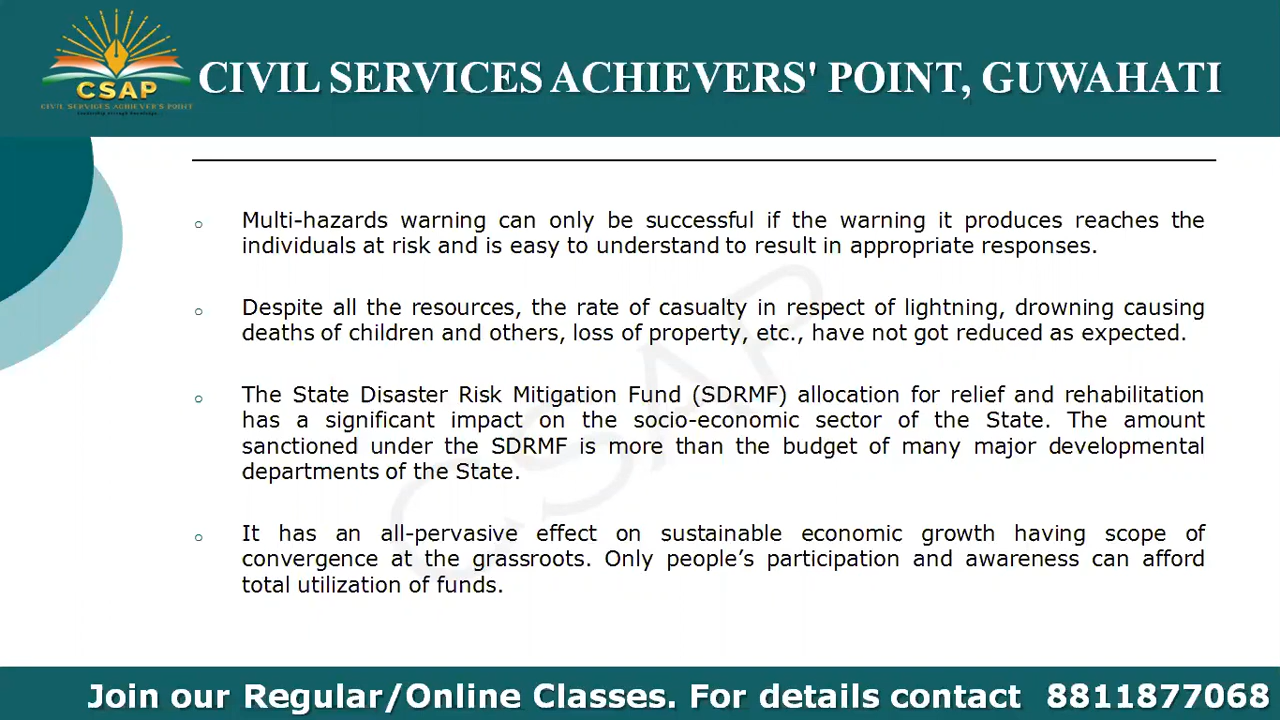 CSAP
CIVIL SERVICES ACHIEVER'S POINT
CIVIL SERVICES ACHIEVERS' POINT, GUWAHATI
Multi-hazards warning can only be successful if the warning it produces reaches the
individuals at risk and is easy to understand to result in appropriate responses.
Despite all the resources, the rate of casualty in respect of lightning, drowning causing
deaths of children and others, loss of property, etc., have not got reduced as expected.
The State Disaster Risk Mitigation Fund (SDRMF) allocation for relief and rehabilitation
has a significant impact on the socio-economic sector of the State. The amount
sanctioned under the SDRMF is more than the budget of many major developmental
departments of the State.
It has an all-pervasive effect on sustainable economic growth having scope of
convergence at the grassroots. Only people’s participation and awareness can afford
total utilization of funds.
CSAP
Join our Regular/Online Classes. For details contact 8811877068